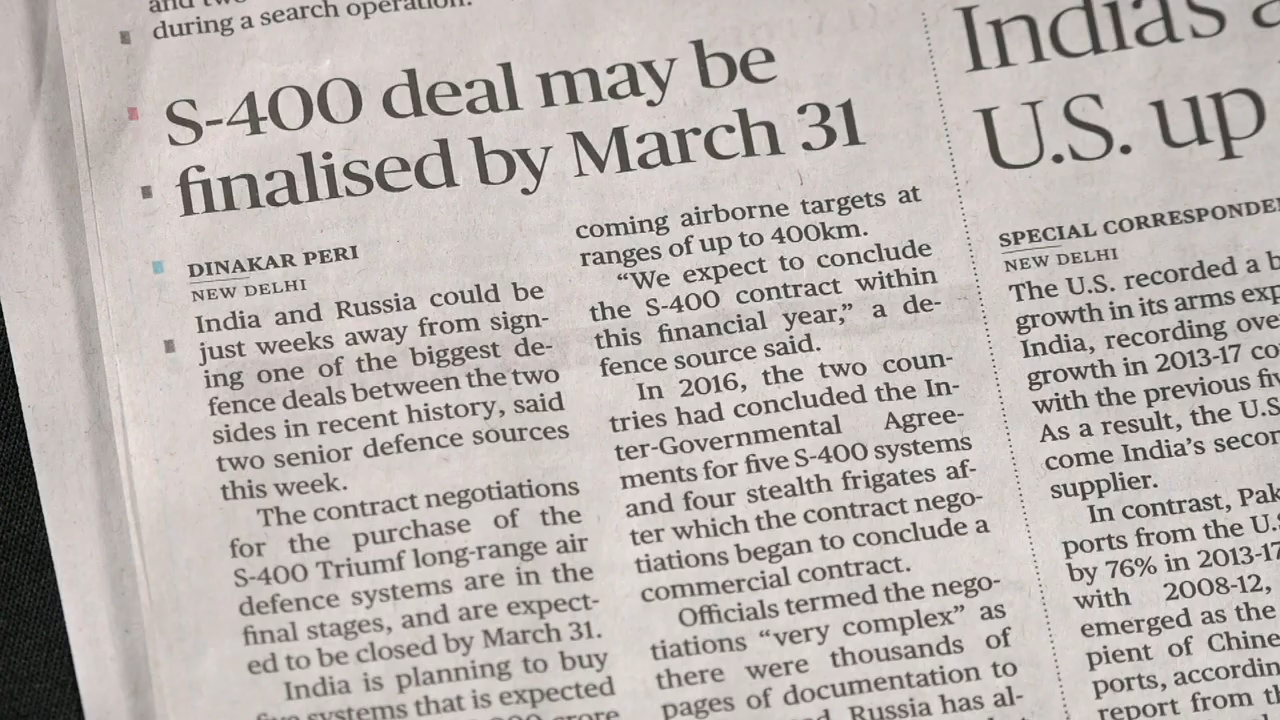 during a search operation.
S-400 deal may be
finalised by March 31
DINAKAR PERI
NEW DELHI
India and Russia could be
just weeks away from sign-
ing one of the biggest de-
fence deals between the two
sides in recent history, said
two senior defence sources
this week.
The contract negotiations
for the purchase of the
S-400 Triumf long-range air
defence systems are in the
final stages, and are expect-
ed to be closed by March 31.
India is planning to buy
five systems that is expected
crore
coming airborne targets at
ranges of up to 400km.
“We expect to conclude
the S-400 contract within
this financial year,” a de-
fence source said.
In 2016, the two coun-
tries had concluded the In-
ter-Governmental Agree-
ments for five S-400 systems
and four stealth frigates af-
ter which the contract nego-
tiations began to conclude a
commercial contract.
Officials termed the nego-
tiations “very complex” as
there were thousands of
pages of documentation to
Russia has al-
India's a
U.S. up
SPECIAL CORRESPONDE
NEW DELHI
The U.S. recorded a b
growth in its arms exp
India, recording ove
growth in 2013-17 co
with the previous fiv
As a result, the U.S
come India's secon
supplier.
In contrast, Pak
ports from the U.
by 76% in 2013-17
with 2008-12,
emerged as the
pient of Chine
ports, accordin
report from th